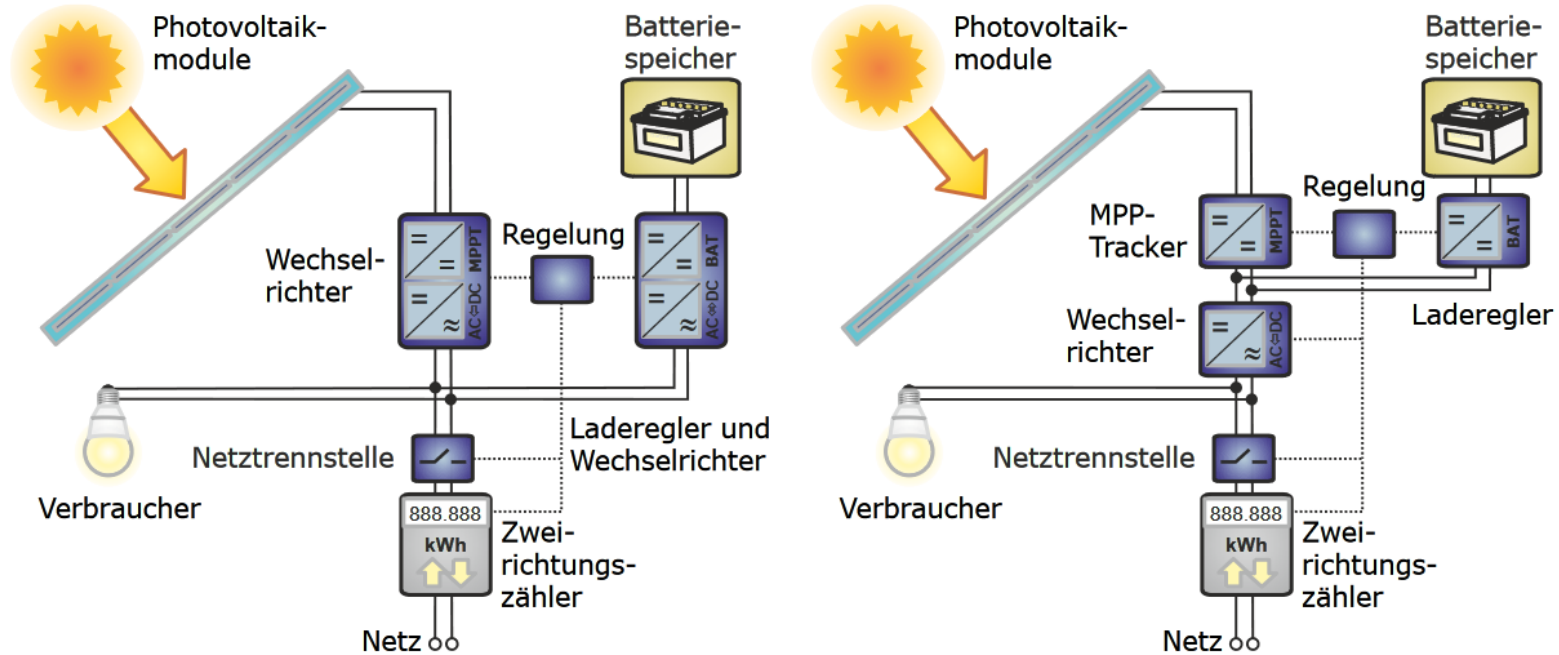 Photovoltaik-
module
Batterie-
speicher
Wechsel-
richter
MPPT
AC⇦DC
Regelung
BAT
AC⇔DC
Laderegler und
Wechselrichter
Netztrennstelle
Verbraucher
888.888
kWh
Zwei-
richtungs-
zähler
Netz
Photovoltaik-
module
Batterie-
speicher
MPP-
Tracker
MPPT
Regelung
BAT
Laderegler
Wechsel-
richter
AC⇦DC
Netztrennstelle
Verbraucher
888.888
kWh
Zwei-
richtungs-
zähler
Netz